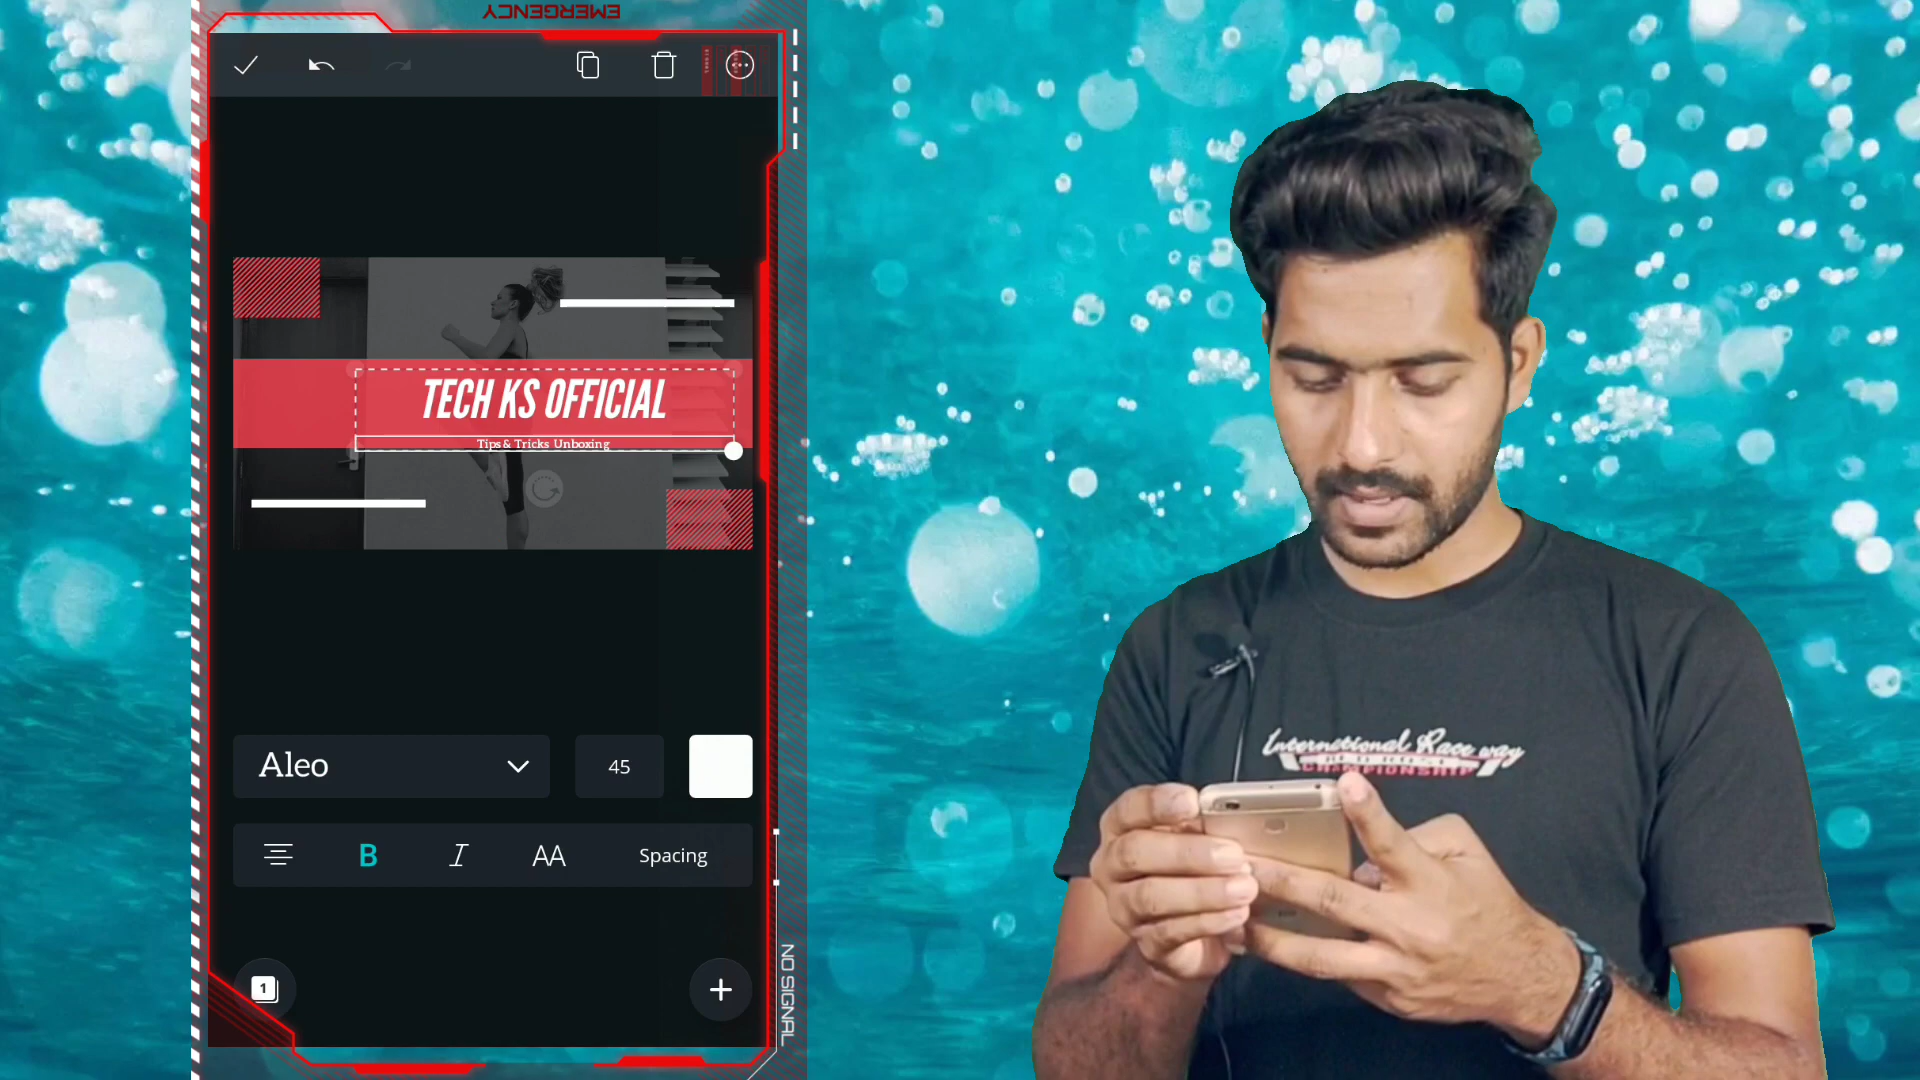 EMERGENCY
TECH KS OFFICIAL
Tips & Tricks Unboxing
Aleo
45
B I AA Spacing
1
NO SIGNAL
International Race way
CHAMPIONSHIP